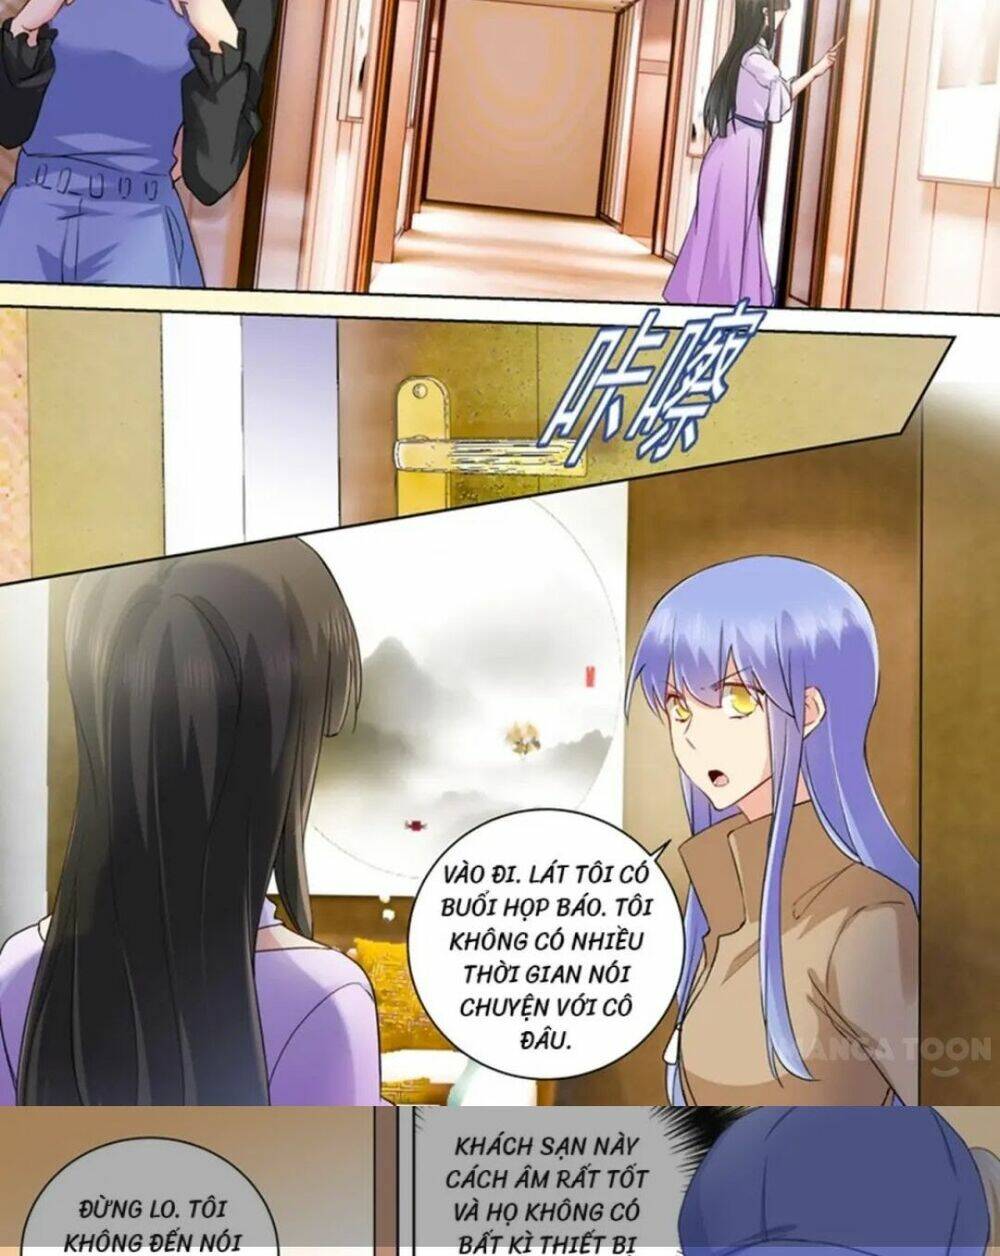 咔嚓
VÀO ĐI. LÁT TÔI CÓ
BUỔI HỌP BÁO. TÔI
KHÔNG CÓ NHIỀU
THỜI GIAN NÓI
CHUYỆN VỚI CÔ
ĐÂU.
MANGA TOON
KHÁCH SẠN NÀY
CÁCH ÂM RẤT TỐT
VÀ HỌ KHÔNG CÓ
BẤT KÌ THIẾT BỊ
ĐỪNG LO. TÔI
KHÔNG ĐẾN NÓI